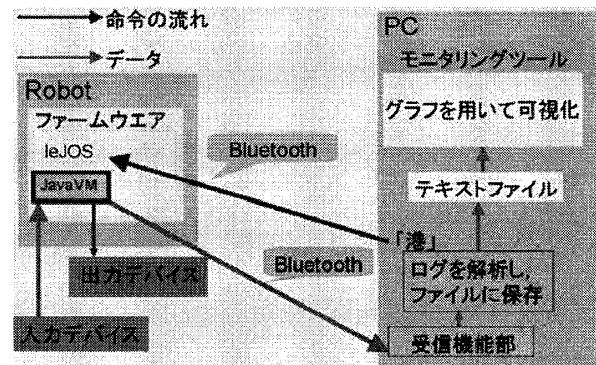 命令の流れ
データ
Robot
ファームウエア
leJOS
JavaVM
出力デバイス
入力デバイス
Bluetooth
Bluetooth
PC
モニタリングツール
グラフを用いて可視化
テキストファイル
「港」
ログを解析し,
ファイルに保存
受信機能部